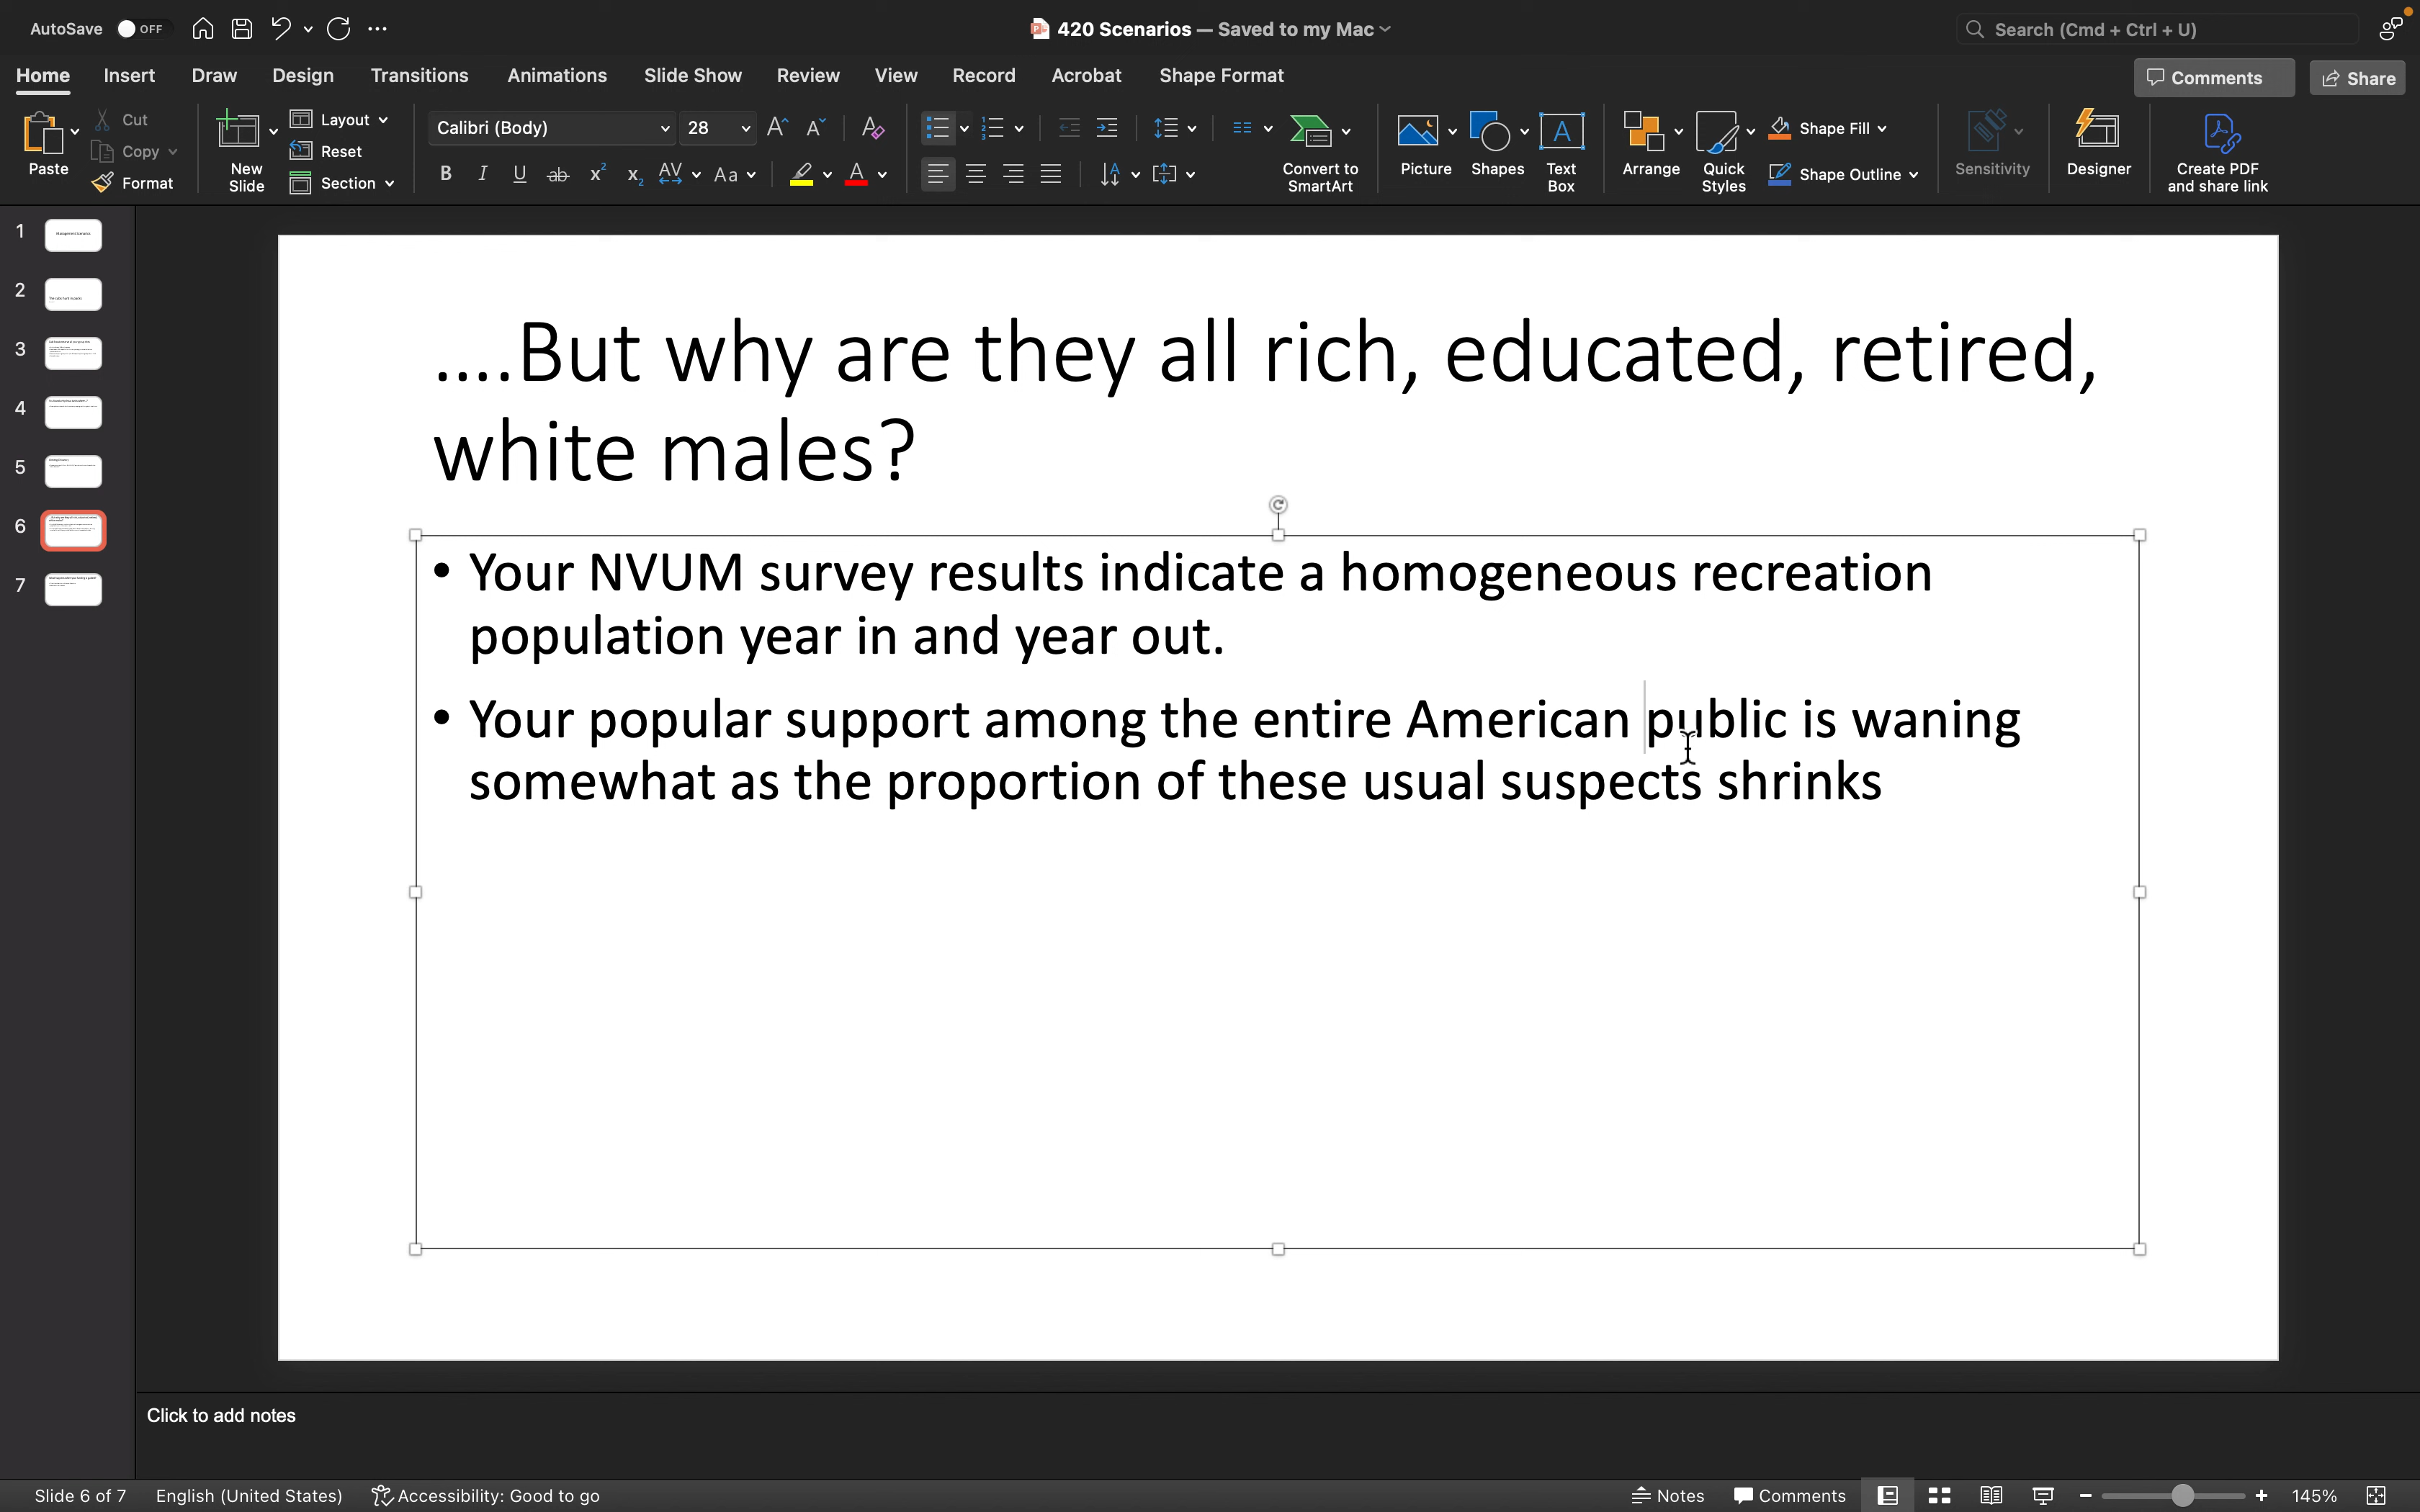 AutoSave OFF
420 Scenarios — Saved to my Mac
Search (Cmd + Ctrl + U)
Home Insert Draw Design Transitions Animations Slide Show Review View Record Acrobat Shape Format
Comments Share
Paste
Cut
Copy
Format
New
Slide
Layout
Reset
Section
Calibri (Body) 28
Convert to
SmartArt
Picture
Shapes
Text
Box
Arrange
Quick
Styles
Shape Fill
Shape Outline
Sensitivity
Designer
Create PDF
and share link
1
2
3
4
5
6
7
....But why are they all rich, educated, retired,
white males?
• Your NVUM survey results indicate a homogeneous recreation
population year in and year out.
• Your popular support among the entire American public is waning
somewhat as the proportion of these usual suspects shrinks
Click to add notes
Slide 6 of 7 English (United States) Accessibility: Good to go Notes Comments 145%